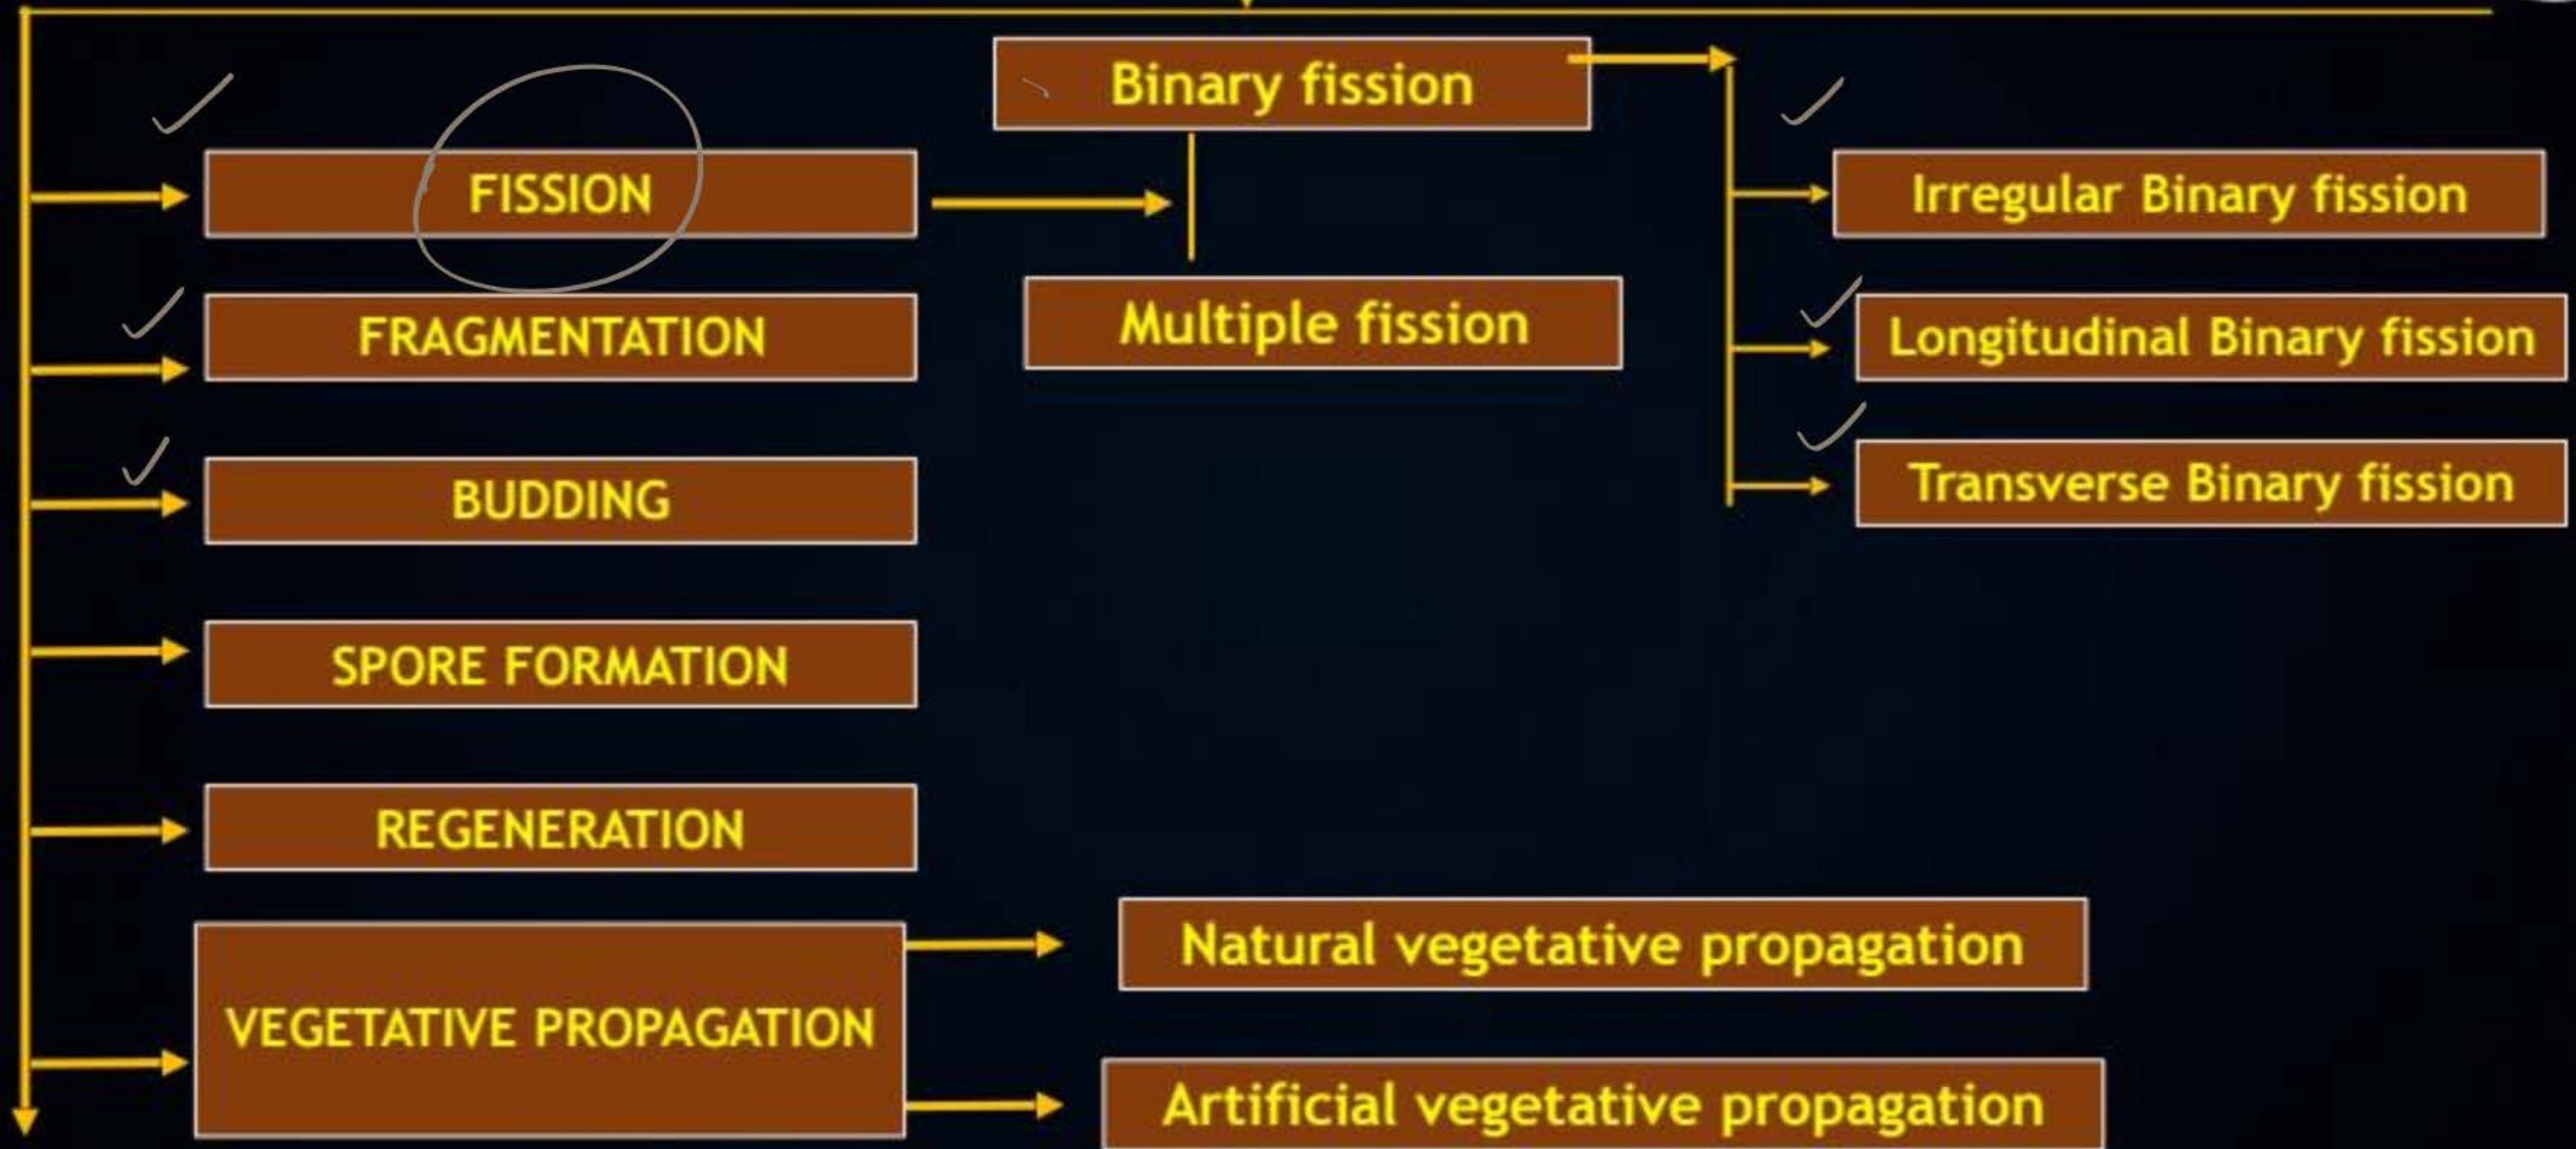 Binary fission
FISSION
Irregular Binary fission
Multiple fission
FRAGMENTATION
Longitudinal Binary fission
BUDDING
Transverse Binary fission
SPORE FORMATION
REGENERATION
VEGETATIVE PROPAGATION
Natural vegetative propagation
Artificial vegetative propagation